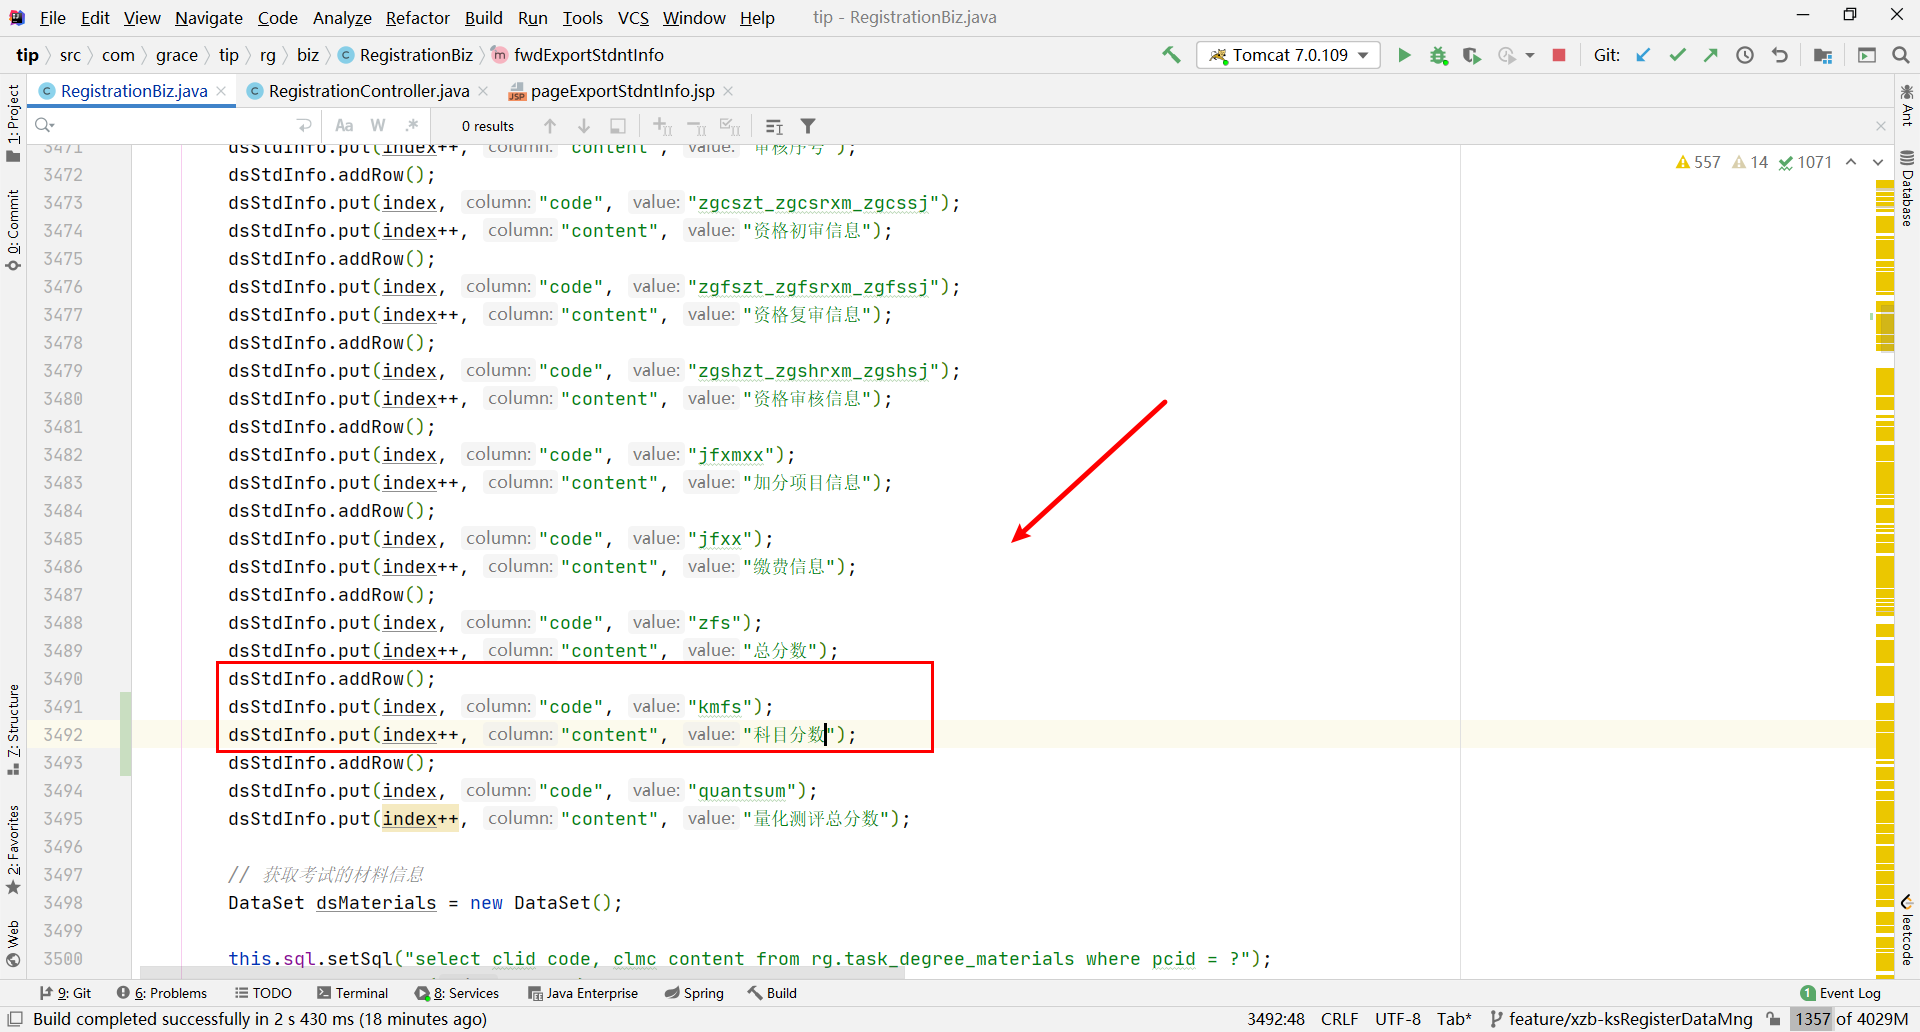 File Edit View Navigate Code Analyze Refactor Build Run Tools VCS Window Help tip - RegistrationBiz.java
tip src com grace tip rg biz C RegistrationBiz m fwdExportStdntInfo Tomcat 7.0.109 Git:
C RegistrationBiz.java C RegistrationController.java JSP pageExportStdntInfo.jsp
Aa W .* 0 results
557 14 1071
3471 dsStdInfo.put(index++, column: "content", value: "审核序号");
3472 dsStdInfo.addRow();
3473 dsStdInfo.put(index, column: "code", value: "zgcszt_zgcsrxm_zgcssj");
3474 dsStdInfo.put(index++, column: "content", value: "资格初审信息");
3475 dsStdInfo.addRow();
3476 dsStdInfo.put(index, column: "code", value: "zgfszt_zgfsrxm_zgfssj");
3477 dsStdInfo.put(index++, column: "content", value: "资格复审信息");
3478 dsStdInfo.addRow();
3479 dsStdInfo.put(index, column: "code", value: "zgshzt_zgshrxm_zgshsj");
3480 dsStdInfo.put(index++, column: "content", value: "资格审核信息");
3481 dsStdInfo.addRow();
3482 dsStdInfo.put(index, column: "code", value: "jfxmxx");
3483 dsStdInfo.put(index++, column: "content", value: "加分项目信息");
3484 dsStdInfo.addRow();
3485 dsStdInfo.put(index, column: "code", value: "jfxx");
3486 dsStdInfo.put(index++, column: "content", value: "缴费信息");
3487 dsStdInfo.addRow();
3488 dsStdInfo.put(index, column: "code", value: "zfs");
3489 dsStdInfo.put(index++, column: "content", value: "总分数");
3490 dsStdInfo.addRow();
3491 dsStdInfo.put(index, column: "code", value: "kmfs");
3492 dsStdInfo.put(index++, column: "content", value: "科目分数");
3493 dsStdInfo.addRow();
3494 dsStdInfo.put(index, column: "code", value: "quantsum");
3495 dsStdInfo.put(index++, column: "content", value: "量化测评总分数");
3496
3497 // 获取考试的材料信息
3498 DataSet dsMaterials = new DataSet();
3499
3500 this.sql.setSql("select clid code, clmc content from rg.task_degree_materials where pcid = ?");
1: Project
0: Commit
7: Structure
2: Favorites
Web
Ant
Database
leetcode
9: Git 6: Problems TODO Terminal 8: Services Java Enterprise Spring Build 1 Event Log
Build completed successfully in 2 s 430 ms (18 minutes ago) 3492:48 CRLF UTF-8 Tab* feature/xzb-ksRegisterDataMng 1357 of 4029M